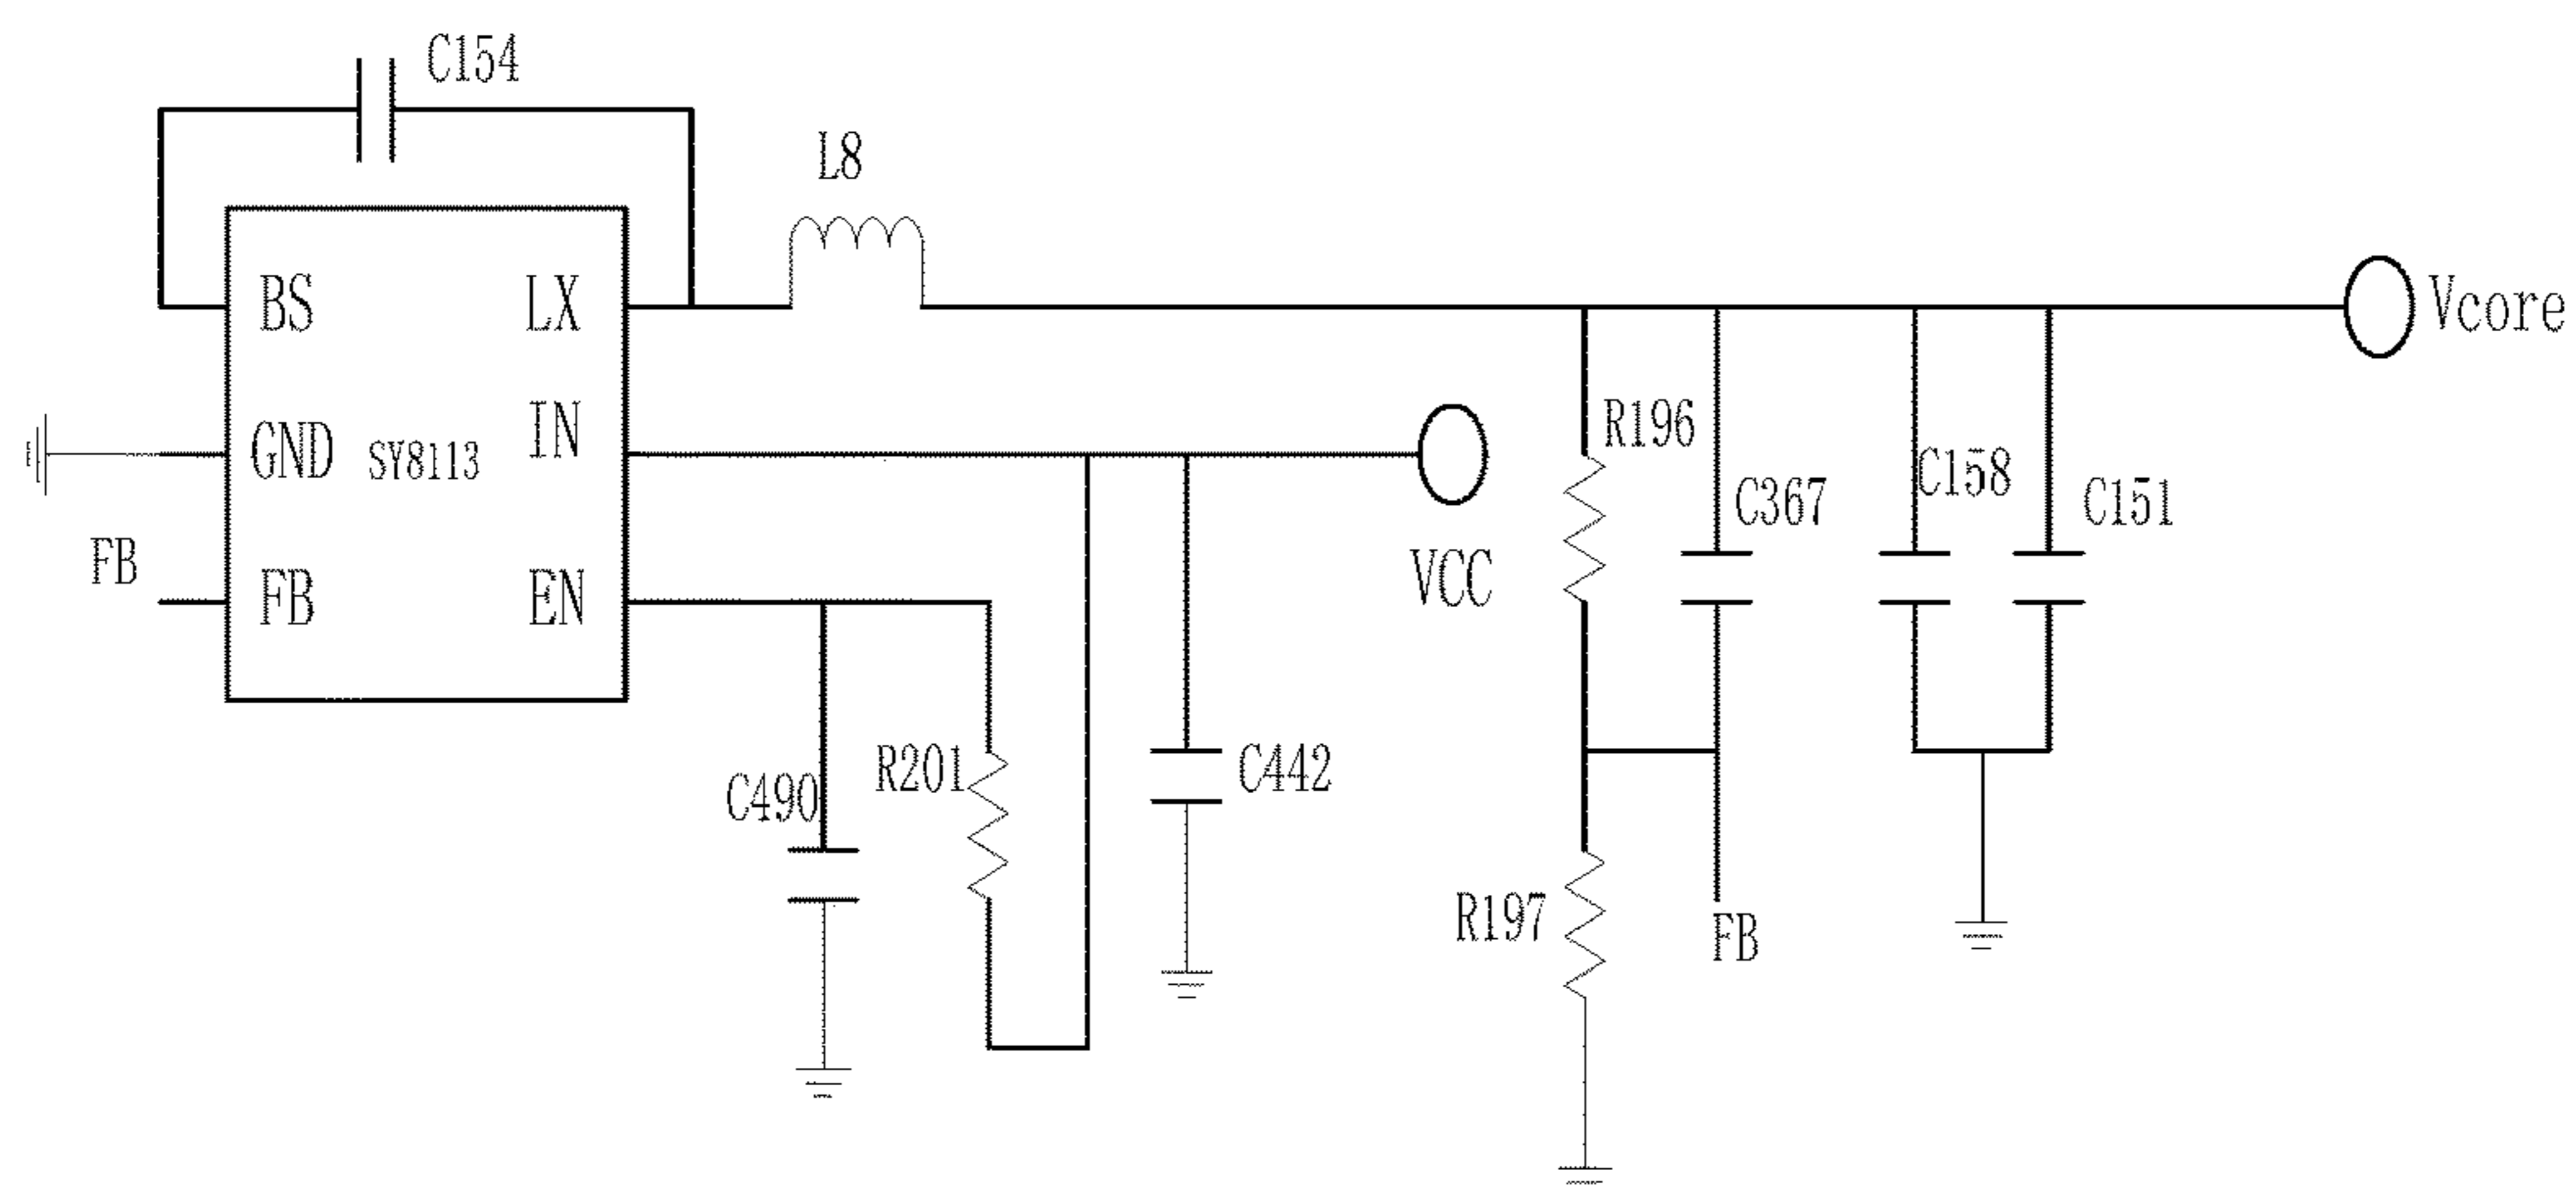 C154
L8
BS
LX
Vcore
IN
GND
SY8113
R196
C158
C367
C151
FB
FB
EN
VCC
R201
C442
C490
R197
FB